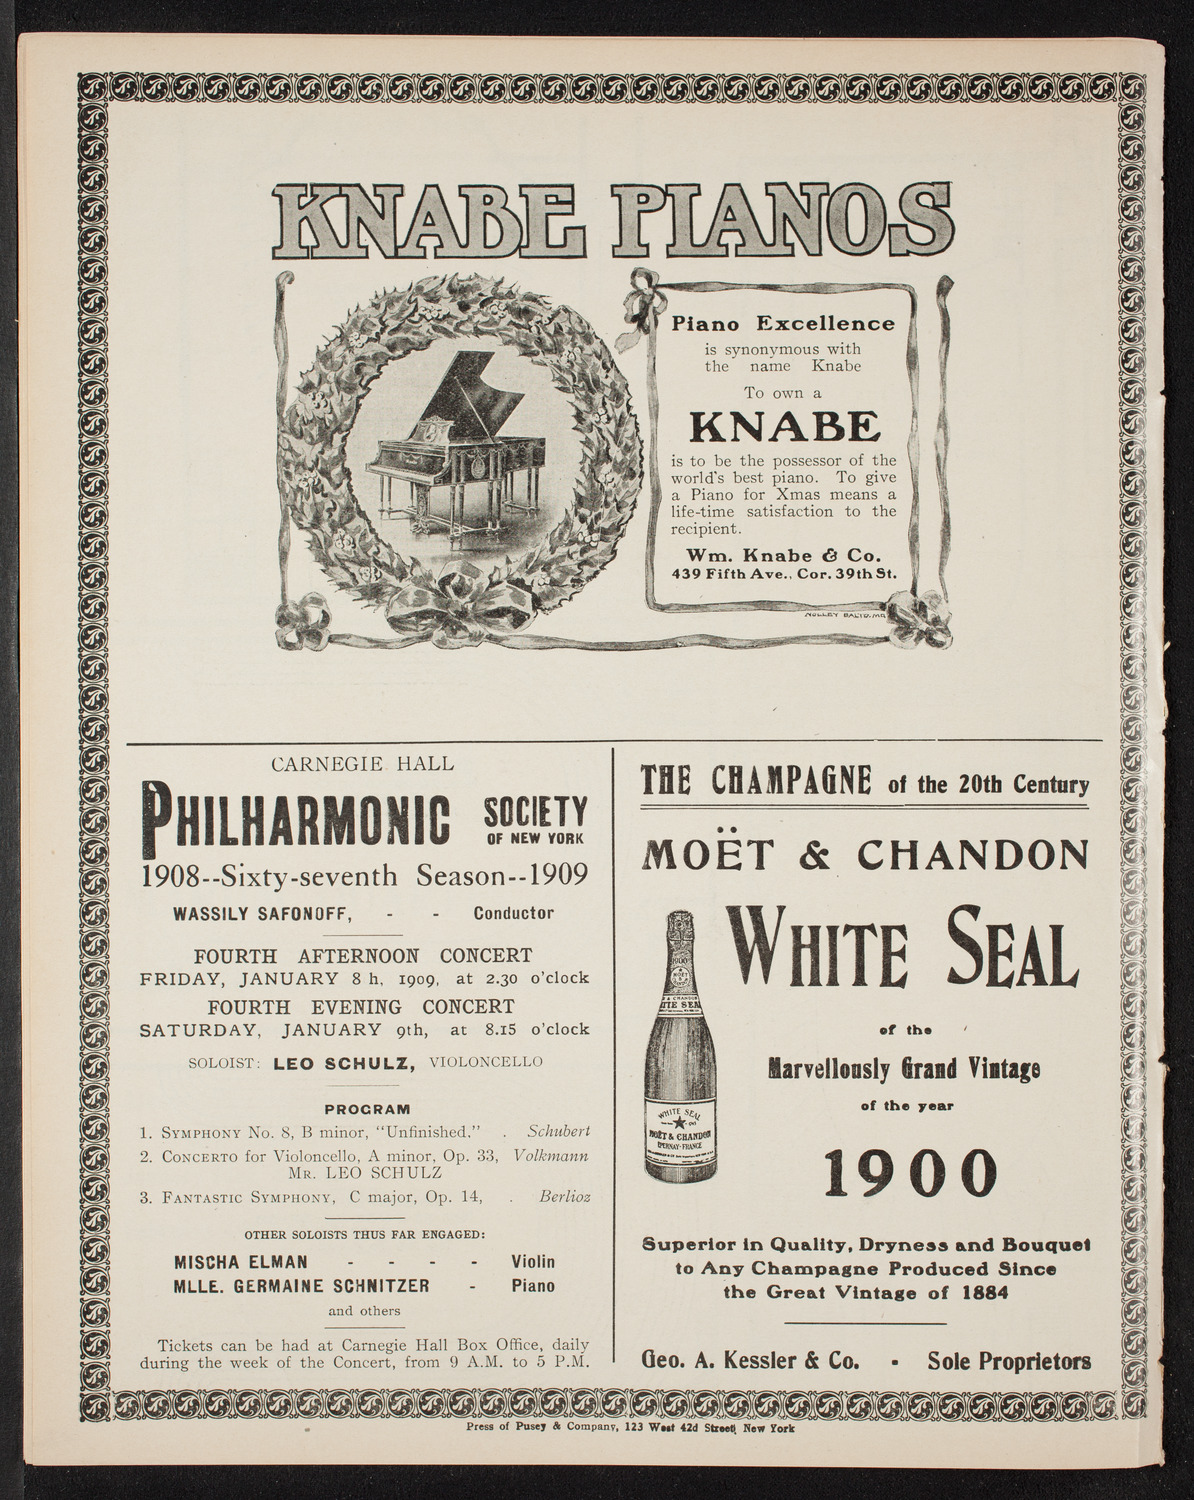 KNABE PIANOS
Piano Excellence
is synonymous with
the name Knabe
To own a
KNABE
is to be the possessor of the
world's best piano. To give
a Piano for Xmas means a
life-time satisfaction to the
recipient.
Wm. Knabe & Co.
439 Fifth Ave., Cor. 39th St.
NOLLEY BALTO. MD.
CARNEGIE HALL
PHILHARMONIC SOCIETY
OF NEW YORK
1908--Sixty-seventh Season--1909
WASSILY SAFONOFF, - - Conductor
FOURTH AFTERNOON CONCERT
FRIDAY, JANUARY 8 h, 1909, at 2.30 o'clock
FOURTH EVENING CONCERT
SATURDAY, JANUARY 9th, at 8.15 o'clock
SOLOIST: LEO SCHULZ, VIOLONCELLO
PROGRAM
1. SYMPHONY No. 8, B minor, "Unfinished." . Schubert
2. CONCERTO for Violoncello, A minor, Op. 33, Volkmann
MR. LEO SCHULZ
3. FANTASTIC SYMPHONY, C major, Op. 14, . Berlioz
OTHER SOLOISTS THUS FAR ENGAGED:
MISCHA ELMAN - - - - Violin
MLLE. GERMAINE SCHNITZER - Piano
and others
Tickets can be had at Carnegie Hall Box Office, daily
during the week of the Concert, from 9 A.M. to 5 P.M.
THE CHAMPAGNE of the 20th Century
MOËT & CHANDON
WHITE SEAL
of the
Marvellously Grand Vintage
of the year
1900
WHITE SEAL
MOËT & CHANDON
EPERNAY-FRANCE
Superior in Quality, Dryness and Bouquet
to Any Champagne Produced Since
the Great Vintage of 1884
Geo. A. Kessler & Co. - Sole Proprietors
Press of Pusey & Company, 123 West 42d Street, New York